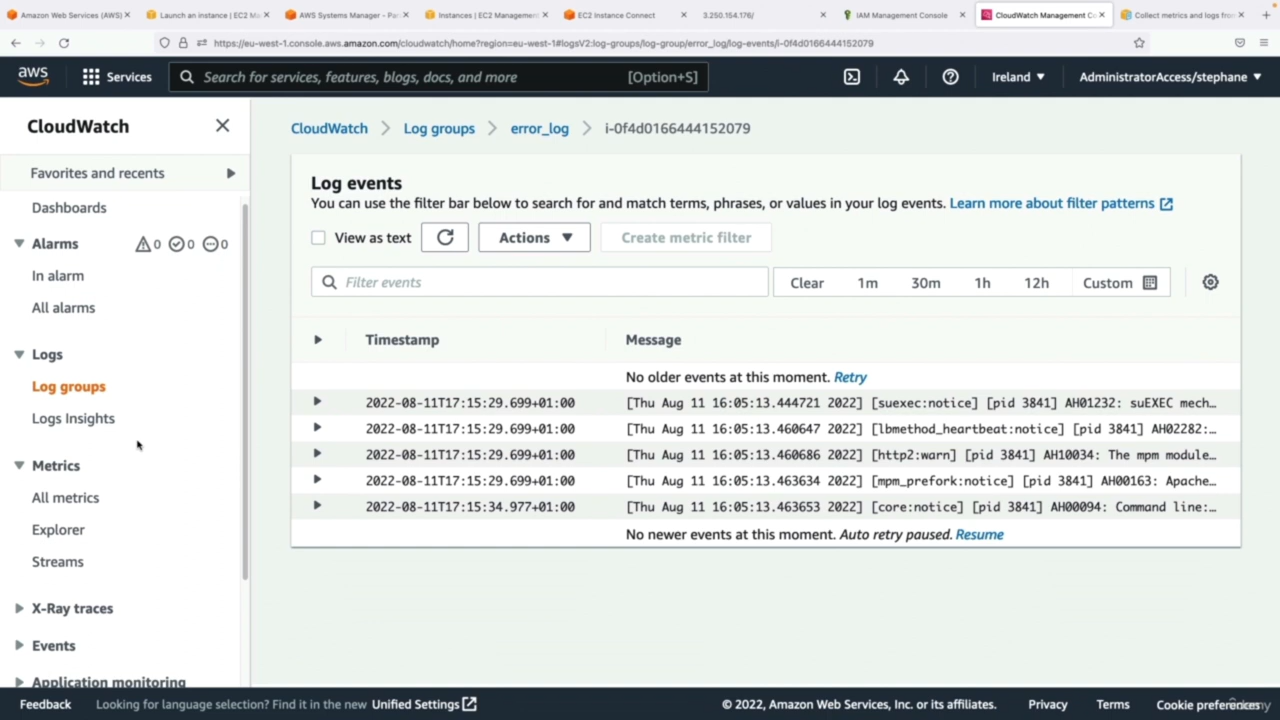 Amazon Web Services (AWS)
Launch an instance | EC2 M
AWS Systems Manager - Par
Instances | EC2 Management
EC2 Instance Connect
3.250.154.176/
IAM Management Console
CloudWatch Management Co
Collect metrics and logs from
https://eu-west-1.console.aws.amazon.com/cloudwatch/home?region=eu-west-1#logsV2:log-groups/log-group/error_log/log-events/i-0f4d0166444152079
aws
Services
Search for services, features, blogs, docs, and more [Option+S]
Ireland
AdministratorAccess/stephane
CloudWatch
Favorites and recents
Dashboards
Alarms 0 0 0
In alarm
All alarms
Logs
Log groups
Logs Insights
Metrics
All metrics
Explorer
Streams
X-Ray traces
Events
Application monitoring
CloudWatch Log groups error_log i-0f4d0166444152079
Log events
You can use the filter bar below to search for and match terms, phrases, or values in your log events. Learn more about filter patterns
View as text Actions Create metric filter
Filter events Clear 1m 30m 1h 12h Custom
Timestamp Message
No older events at this moment. Retry
2022-08-11T17:15:29.699+01:00 [Thu Aug 11 16:05:13.444721 2022] [suexec:notice] [pid 3841] AH01232: suEXEC mech…
2022-08-11T17:15:29.699+01:00 [Thu Aug 11 16:05:13.460647 2022] [lbmethod_heartbeat:notice] [pid 3841] AH02282:…
2022-08-11T17:15:29.699+01:00 [Thu Aug 11 16:05:13.460686 2022] [http2:warn] [pid 3841] AH10034: The mpm module…
2022-08-11T17:15:29.699+01:00 [Thu Aug 11 16:05:13.463634 2022] [mpm_prefork:notice] [pid 3841] AH00163: Apache…
2022-08-11T17:15:34.977+01:00 [Thu Aug 11 16:05:13.463653 2022] [core:notice] [pid 3841] AH00094: Command line:…
No newer events at this moment. Auto retry paused. Resume
Feedback Looking for language selection? Find it in the new Unified Settings © 2022, Amazon Web Services, Inc. or its affiliates. Privacy Terms Cookie preferences